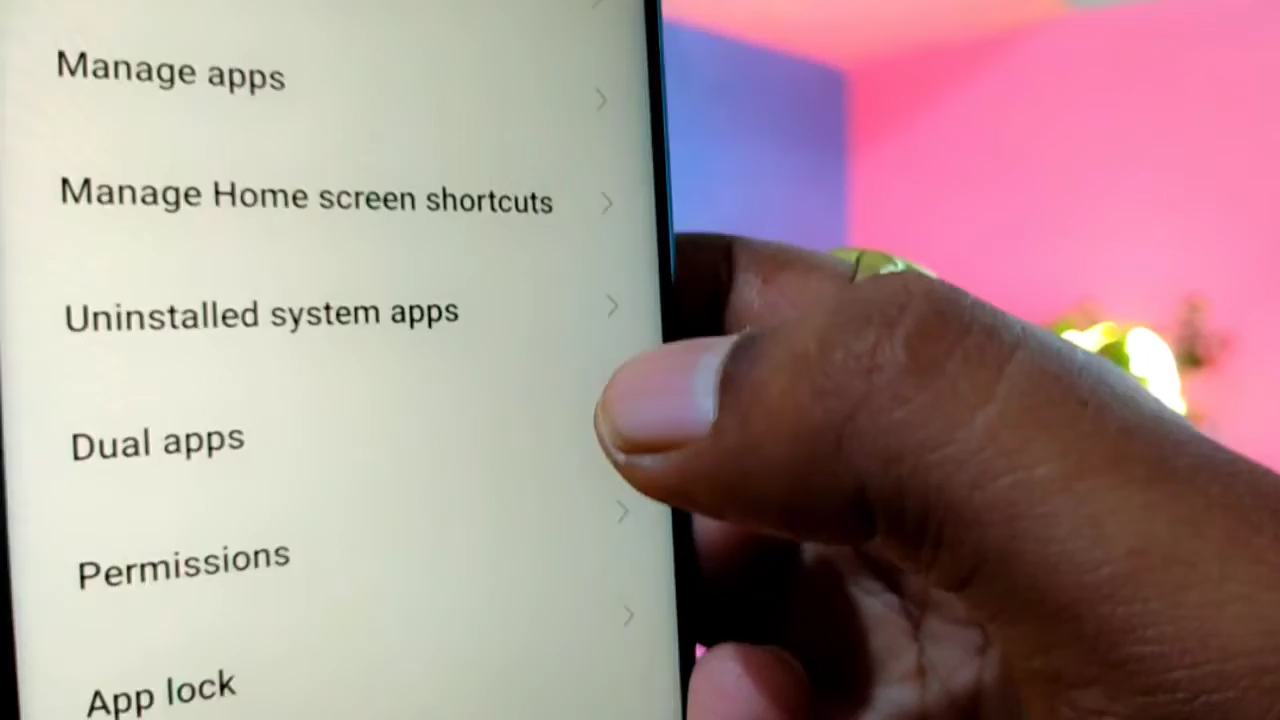 Manage apps
Manage Home screen shortcuts
Uninstalled system apps
Dual apps
Permissions
App lock